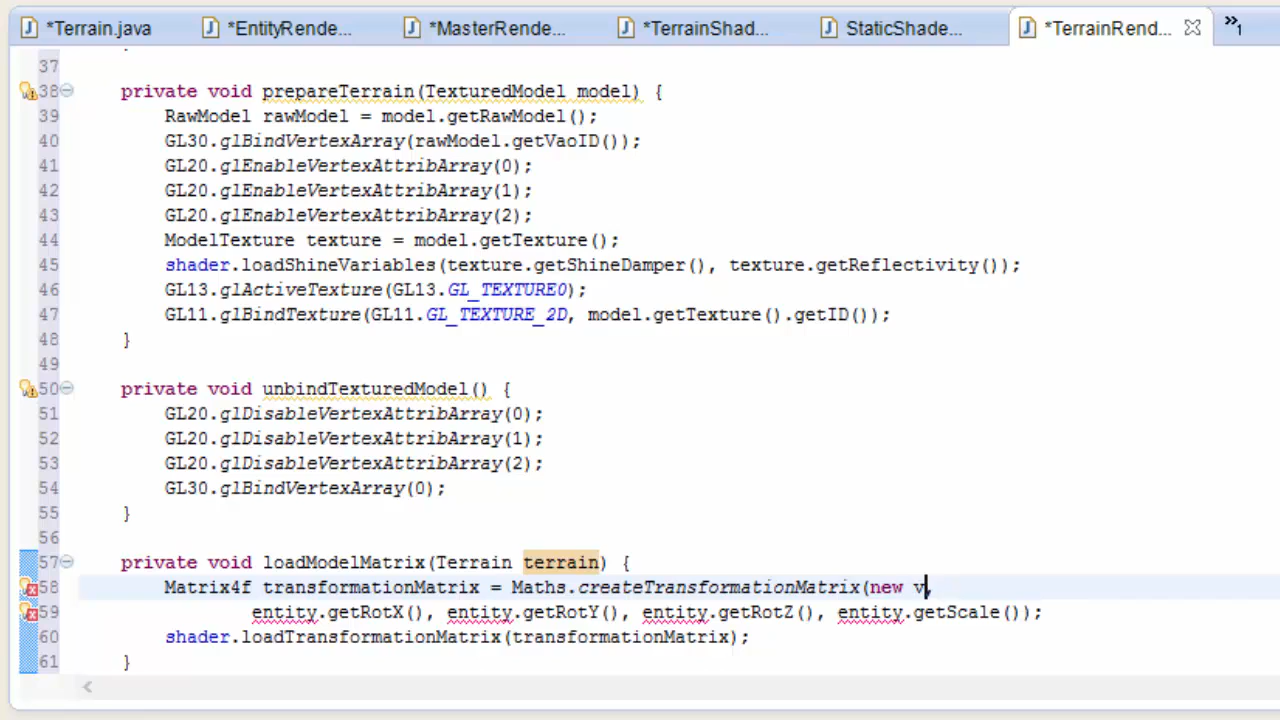 *Terrain.java *EntityRende... *MasterRende... *TerrainShad... StaticShade... *TerrainRend... »1
37
38 private void prepareTerrain(TexturedModel model) {
39 RawModel rawModel = model.getRawModel();
40 GL30.glBindVertexArray(rawModel.getVaoID());
41 GL20.glEnableVertexAttribArray(0);
42 GL20.glEnableVertexAttribArray(1);
43 GL20.glEnableVertexAttribArray(2);
44 ModelTexture texture = model.getTexture();
45 shader.loadShineVariables(texture.getShineDamper(), texture.getReflectivity());
46 GL13.glActiveTexture(GL13.GL_TEXTURE0);
47 GL11.glBindTexture(GL11.GL_TEXTURE_2D, model.getTexture().getID());
48 }
49
50 private void unbindTexturedModel() {
51 GL20.glDisableVertexAttribArray(0);
52 GL20.glDisableVertexAttribArray(1);
53 GL20.glDisableVertexAttribArray(2);
54 GL30.glBindVertexArray(0);
55 }
56
57 private void loadModelMatrix(Terrain terrain) {
58 Matrix4f transformationMatrix = Maths.createTransformationMatrix(new v,
59 entity.getRotX(), entity.getRotY(), entity.getRotZ(), entity.getScale());
60 shader.loadTransformationMatrix(transformationMatrix);
61 }